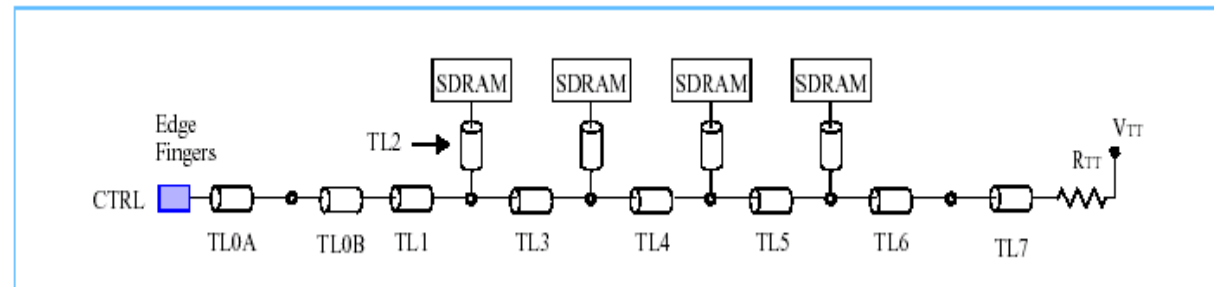 SDRAM SDRAM SDRAM SDRAM
Edge
Fingers
TL2
VTT
RTT
CTRL
TL0A TL0B TL1 TL3 TL4 TL5 TL6 TL7